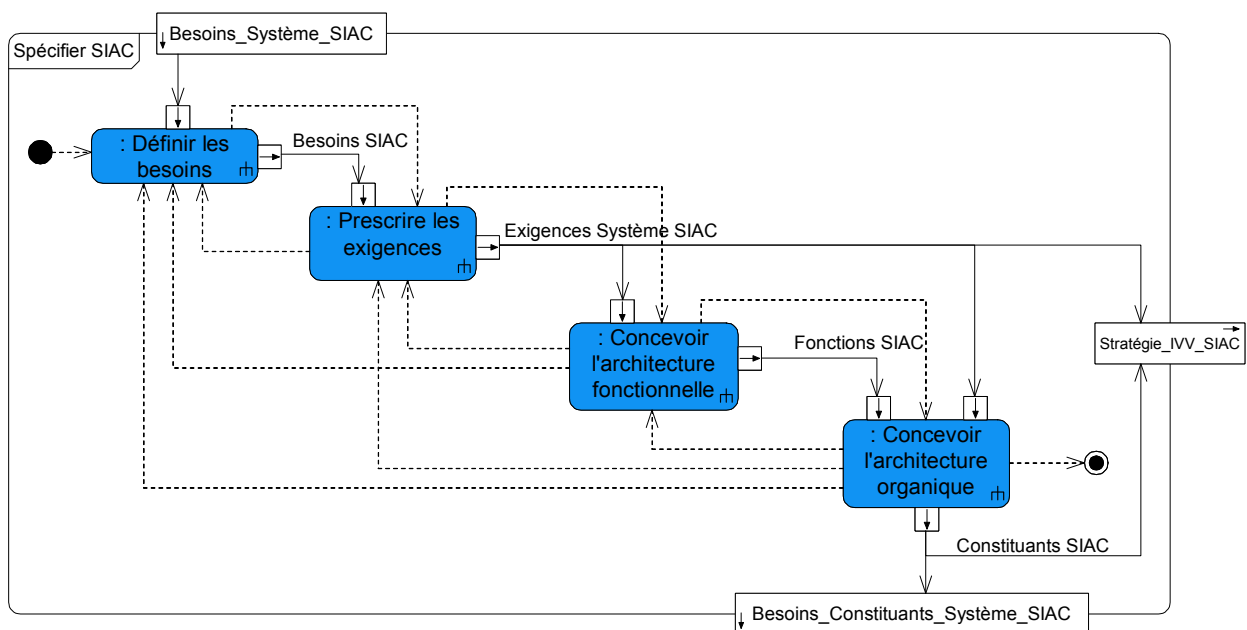 Besoins_Système_SIAC
Spécifier SIAC
: Définir les
besoins
Besoins SIAC
: Prescrire les
exigences
Exigences Système SIAC
: Concevoir
l'architecture
fonctionnelle
Fonctions SIAC
Stratégie_IVV_SIAC
: Concevoir
l'architecture
organique
Constituants SIAC
Besoins_Constituants_Système_SIAC